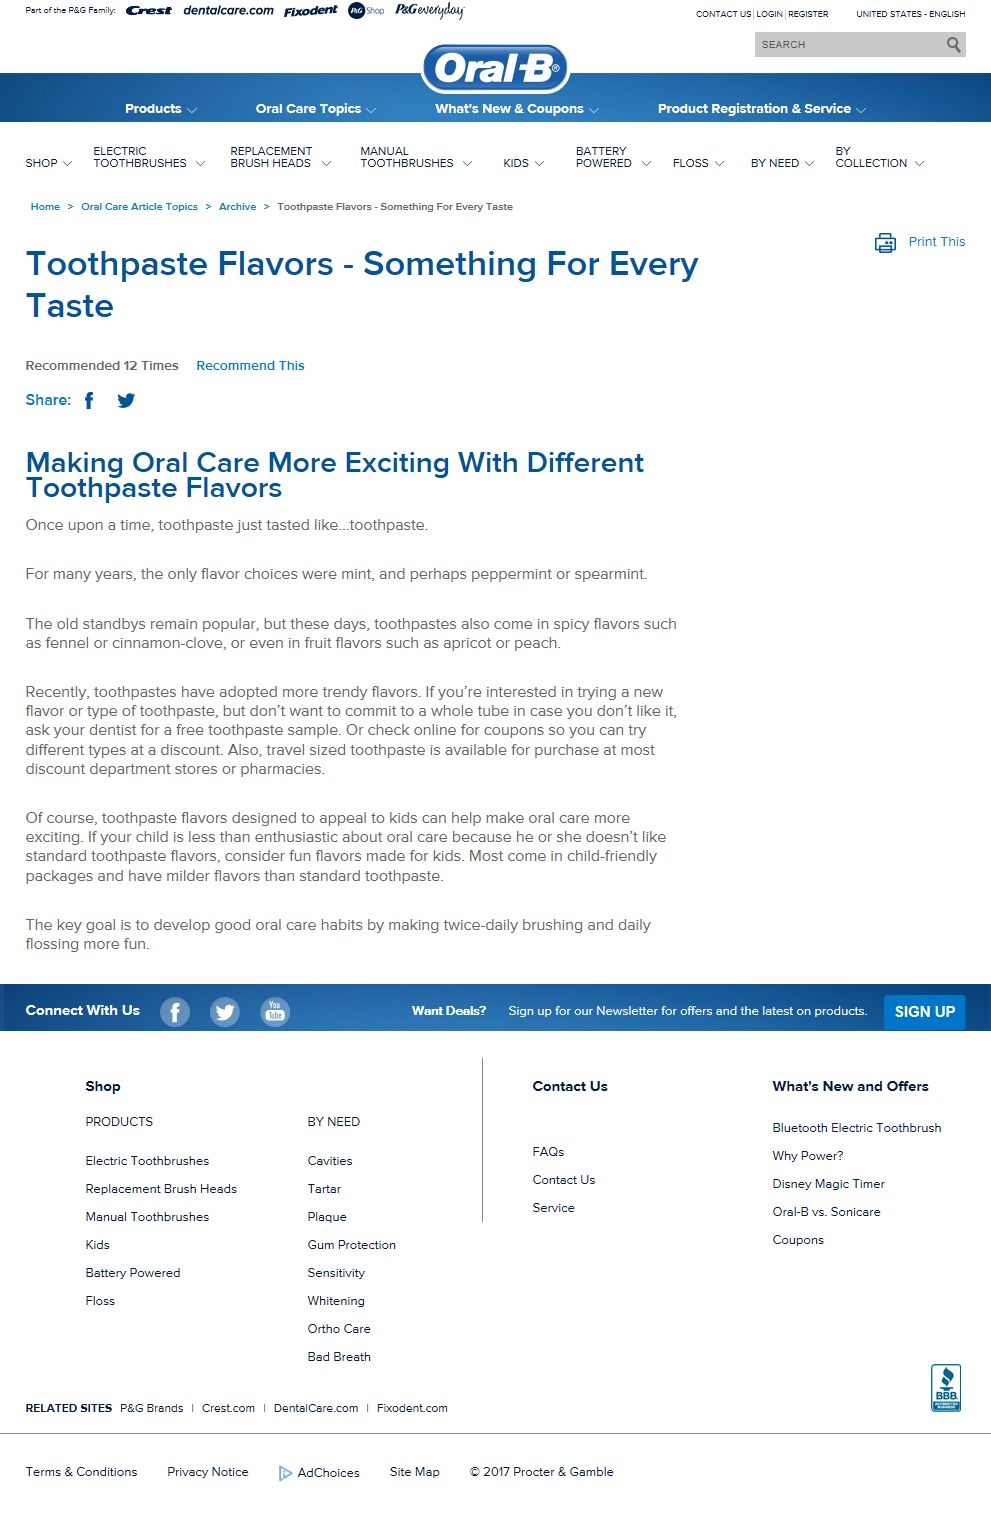 Part of the P&G Family: Crest dentalcare.com Fixodent P&G Shop P&Geveryday
CONTACT US | LOGIN | REGISTER UNITED STATES - ENGLISH
SEARCH
Oral-B®
Products Oral Care Topics What's New & Coupons Product Registration & Service
SHOP ELECTRIC TOOTHBRUSHES REPLACEMENT BRUSH HEADS MANUAL TOOTHBRUSHES KIDS BATTERY POWERED FLOSS BY NEED BY COLLECTION
Home > Oral Care Article Topics > Archive > Toothpaste Flavors - Something For Every Taste
Print This
Toothpaste Flavors - Something For Every
Taste
Recommended 12 Times Recommend This
Share:
Making Oral Care More Exciting With Different
Toothpaste Flavors
Once upon a time, toothpaste just tasted like...toothpaste.
For many years, the only flavor choices were mint, and perhaps peppermint or spearmint.
The old standbys remain popular, but these days, toothpastes also come in spicy flavors such
as fennel or cinnamon-clove, or even in fruit flavors such as apricot or peach.
Recently, toothpastes have adopted more trendy flavors. If you're interested in trying a new
flavor or type of toothpaste, but don't want to commit to a whole tube in case you don't like it,
ask your dentist for a free toothpaste sample. Or check online for coupons so you can try
different types at a discount. Also, travel sized toothpaste is available for purchase at most
discount department stores or pharmacies.
Of course, toothpaste flavors designed to appeal to kids can help make oral care more
exciting. If your child is less than enthusiastic about oral care because he or she doesn't like
standard toothpaste flavors, consider fun flavors made for kids. Most come in child-friendly
packages and have milder flavors than standard toothpaste.
The key goal is to develop good oral care habits by making twice-daily brushing and daily
flossing more fun.
Connect With Us You Tube Want Deals? Sign up for our Newsletter for offers and the latest on products. SIGN UP
Shop
PRODUCTS
Electric Toothbrushes
Replacement Brush Heads
Manual Toothbrushes
Kids
Battery Powered
Floss
BY NEED
Cavities
Tartar
Plaque
Gum Protection
Sensitivity
Whitening
Ortho Care
Bad Breath
Contact Us
FAQs
Contact Us
Service
What's New and Offers
Bluetooth Electric Toothbrush
Why Power?
Disney Magic Timer
Oral-B vs. Sonicare
Coupons
BBB
ACCREDITED
BUSINESS
RELATED SITES P&G Brands | Crest.com | DentalCare.com | Fixodent.com
Terms & Conditions Privacy Notice AdChoices Site Map © 2017 Procter & Gamble